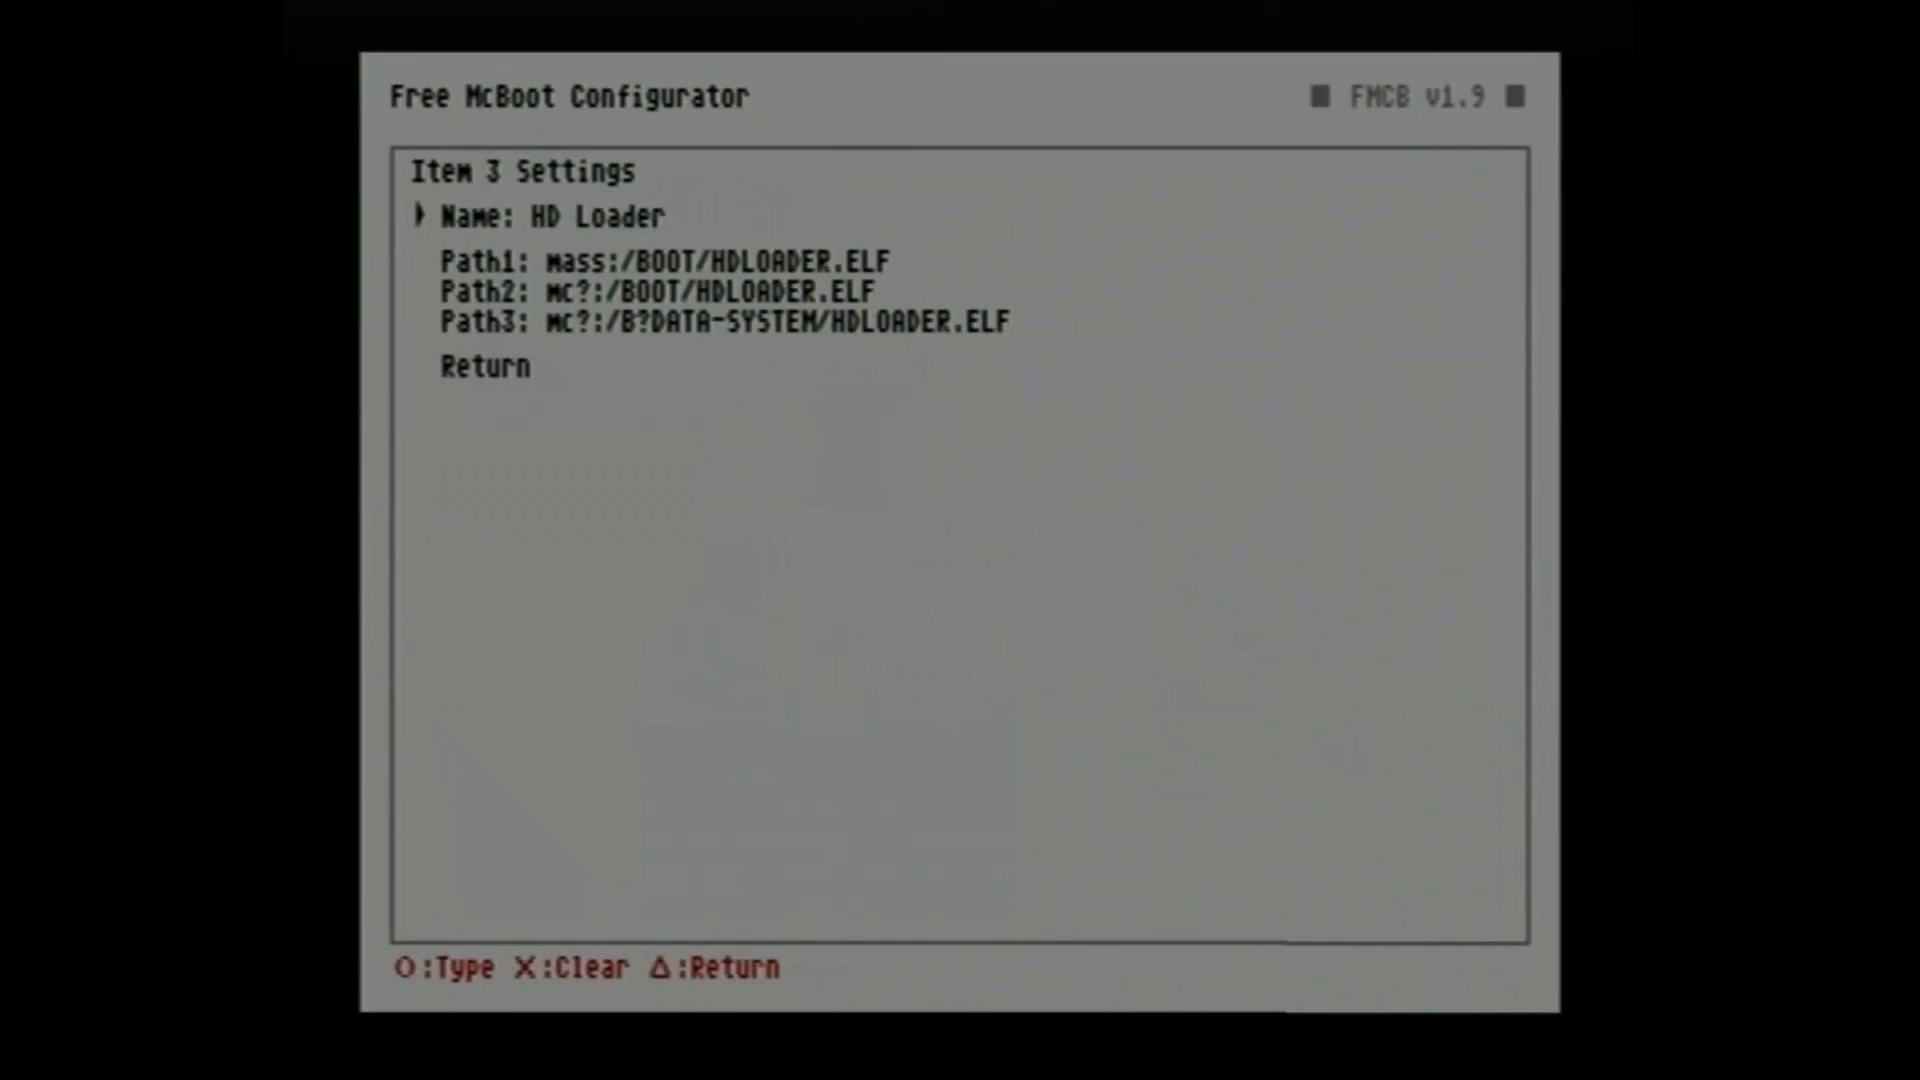 Free McBoot Configurator
■ FMCB v1.9 ■
Item 3 Settings
Name: HD Loader
Path1: mass:/BOOT/HDLOADER.ELF
Path2: mc?:/BOOT/HDLOADER.ELF
Path3: mc?:/B?DATA-SYSTEM/HDLOADER.ELF
Return
O:Type X:Clear Δ:Return